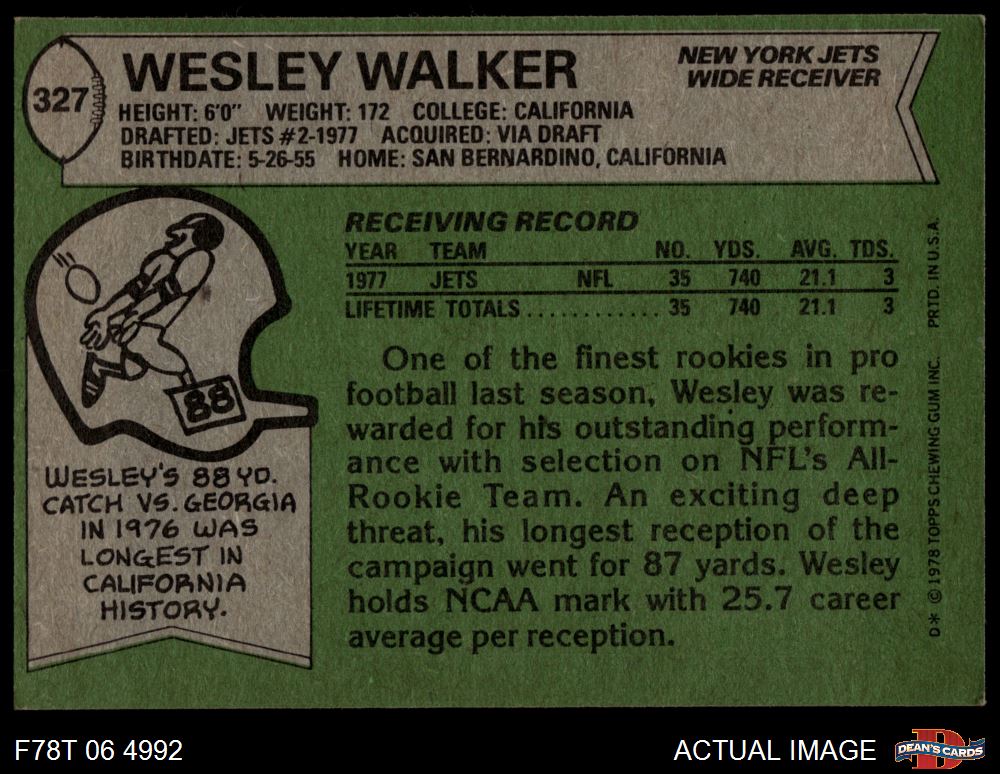 327
WESLEY WALKER
NEW YORK JETS
WIDE RECEIVER
HEIGHT: 6'0" WEIGHT: 172 COLLEGE: CALIFORNIA
DRAFTED: JETS #2-1977 ACQUIRED: VIA DRAFT
BIRTHDATE: 5-26-55 HOME: SAN BERNARDINO, CALIFORNIA
88
WESLEY'S 88 YD.
CATCH VS. GEORGIA
IN 1976 WAS
LONGEST IN
CALIFORNIA
HISTORY.
RECEIVING RECORD
YEAR TEAM NO. YDS. AVG. TDS.
1977 JETS NFL 35 740 21.1 3
LIFETIME TOTALS ............ 35 740 21.1 3
One of the finest rookies in pro
football last season, Wesley was re-
warded for his outstanding perform-
ance with selection on NFL's All-
Rookie Team. An exciting deep
threat, his longest reception of the
campaign went for 87 yards. Wesley
holds NCAA mark with 25.7 career
average per reception.
D* ©1978 TOPPS CHEWING GUM INC. PRTD. IN U.S.A.
F78T 06 4992
ACTUAL IMAGE
D
DEAN'S CARDS